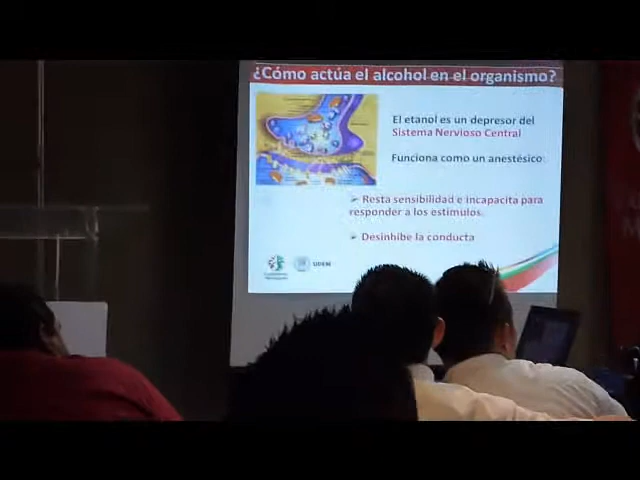 ¿Cómo actúa el alcohol en el organismo?
El etanol es un depresor del
Sistema Nervioso Central
Funciona como un anestésico
➢ Resta sensibilidad e incapacita para
responder a los estímulos.
➢ Desinhibe la conducta